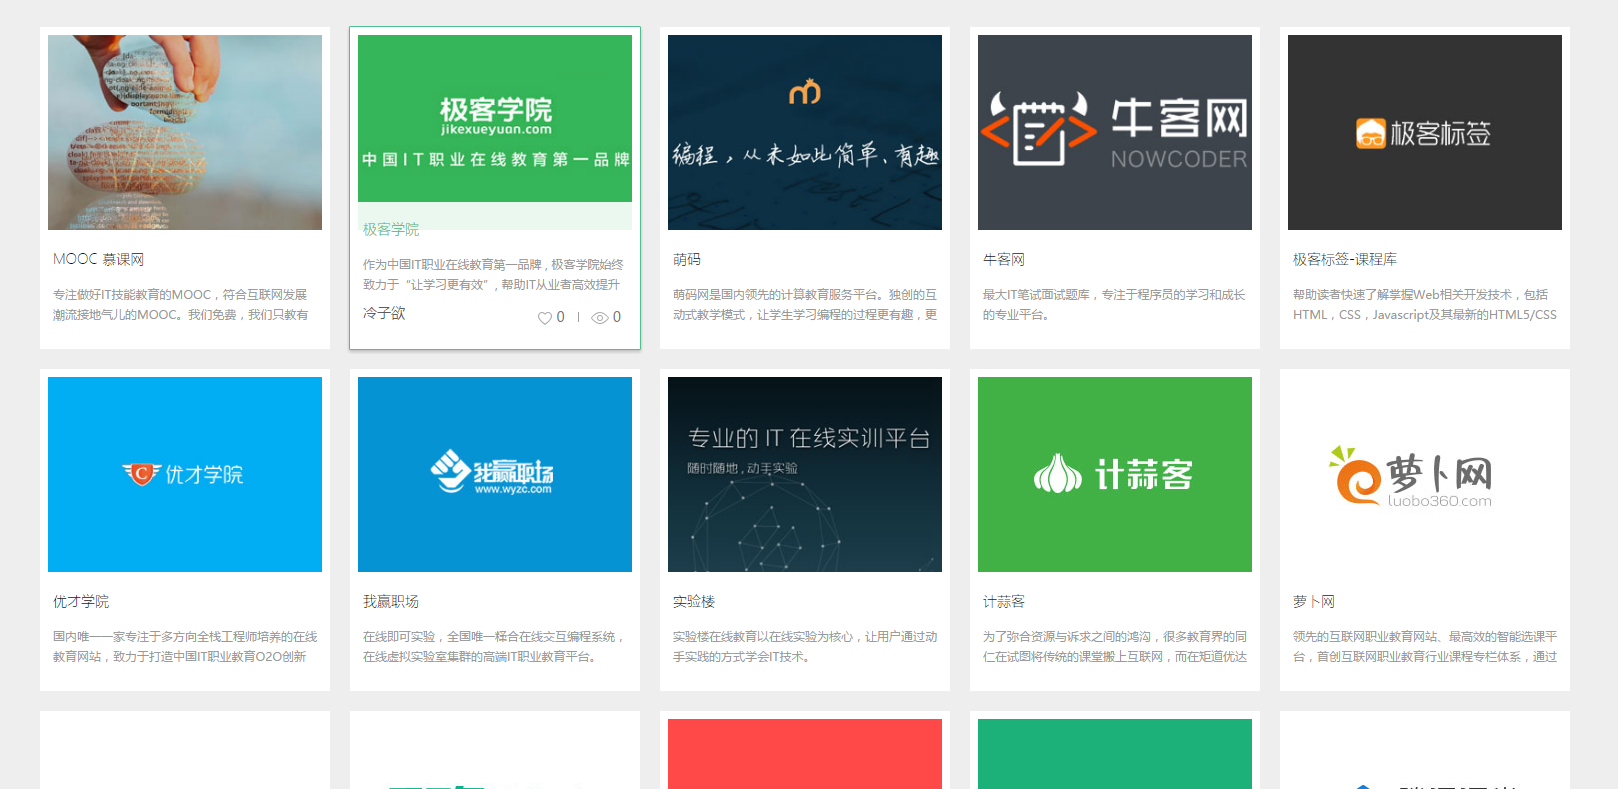 极客学院
jikexueyuan.com
中国IT职业在线教育第一品牌
编程，从未如此简单、有趣
牛客网
NOWCODER
极客标签
MOOC 慕课网
专注做好IT技能教育的MOOC，符合互联网发展
潮流接地气儿的MOOC。我们免费，我们只教有
极客学院
作为中国IT职业在线教育第一品牌，极客学院始终
致力于“让学习更有效”, 帮助IT从业者高效提升
冷子欲
0 | 0
萌码
萌码网是国内领先的计算教育服务平台。独创的互
动式教学模式，让学生学习编程的过程更有趣，更
牛客网
最大IT笔试面试题库，专注于程序员的学习和成长
的专业平台。
极客标签-课程库
帮助读者快速了解掌握Web相关开发技术，包括
HTML，CSS，Javascript及其最新的HTML5/CSS
优才学院
我赢职场
www.wyzc.com
专业的 IT 在线实训平台
随时随地，动手实验
计蒜客
萝卜网
luobo360.com
优才学院
国内唯一一家专注于多方向全栈工程师培养的在线
教育网站，致力于打造中国IT职业教育O2O创新
我赢职场
在线即可实验，全国唯一糅合在线交互编程系统，
在线虚拟实验室集群的高端IT职业教育平台。
实验楼
实验楼在线教育以在线实验为核心，让用户通过动
手实践的方式学会IT技术。
计蒜客
为了弥合资源与诉求之间的鸿沟，很多教育界的同
仁在试图将传统的课堂搬上互联网，而在矩道优达
萝卜网
领先的互联网职业教育网站、最高效的智能选课平
台，首创互联网职业教育行业课程专栏体系，通过